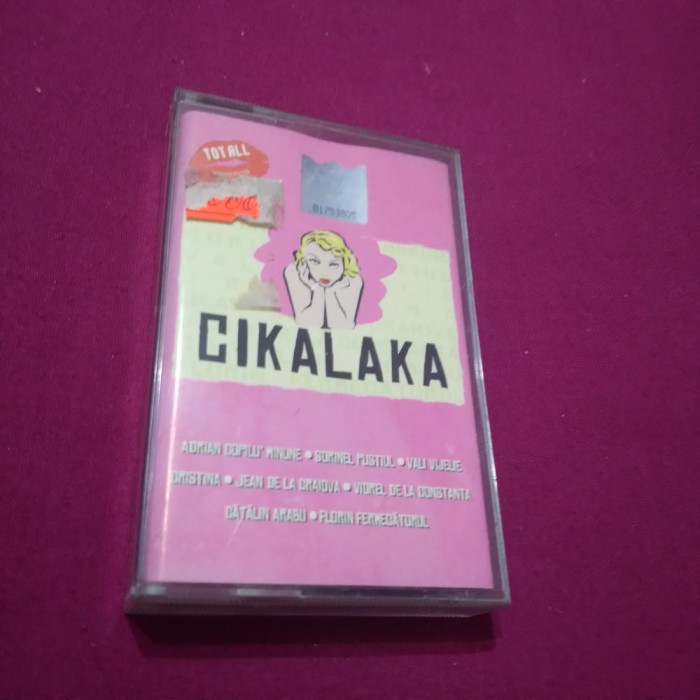 TOTALL
CIKALAKA
ADRIAN COPILU' MINUNE • SORINEL PUSTIUL • VALI VIJELIE
CRISTINA • JEAN DE LA CRAIOVA • VIOREL DE LA CONSTANTA
CĂTĂLIN ARABU • FLORIN FERMECĂTORUL